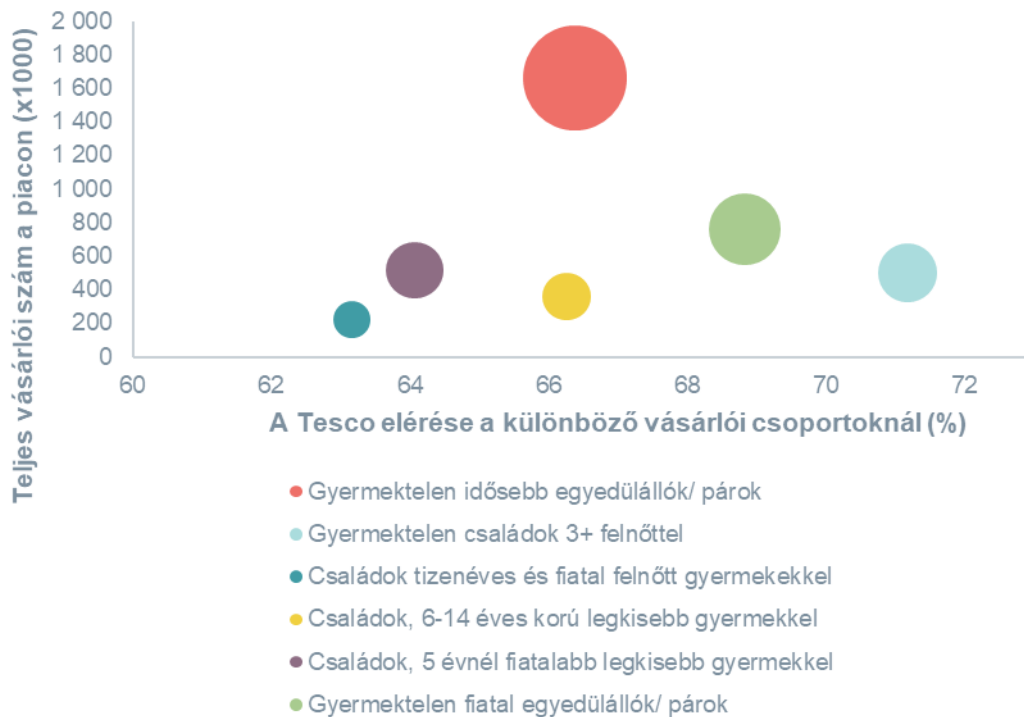 Teljes vásárlói szám a piacon (x1000)
2 000
1 800
1 600
1 400
1 200
1 000
800
600
400
200
0
60 62 64 66 68 70 72
A Tesco elérése a különböző vásárlói csoportoknál (%)
Gyermektelen idősebb egyedülállók/ párok
Gyermektelen családok 3+ felnőttel
Családok tizenéves és fiatal felnőtt gyermekekkel
Családok, 6-14 éves korú legkisebb gyermekkel
Családok, 5 évnél fiatalabb legkisebb gyermekkel
Gyermektelen fiatal egyedülállók/ párok